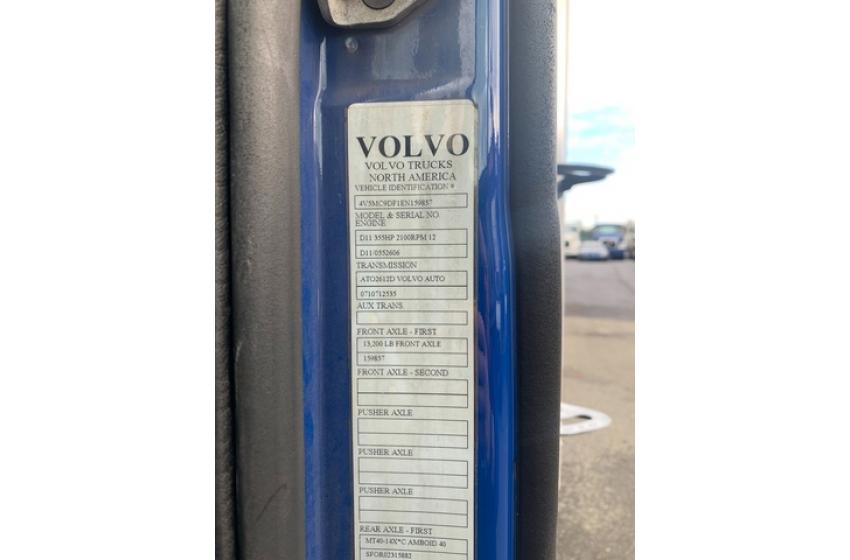 VOLVO
VOLVO TRUCKS
NORTH AMERICA
VEHICLE IDENTIFICATION #
4V5MC9DF1EN159857
MODEL & SERIAL NO.
ENGINE
D11 355HP 2100RPM 12
D11/0552606
TRANSMISSION
ATO2612D VOLVO AUTO
0710712535
AUX TRANS.
FRONT AXLE - FIRST
13,200 LB FRONT AXLE
159857
FRONT AXLE - SECOND
PUSHER AXLE
PUSHER AXLE
PUSHER AXLE
REAR AXLE - FIRST
MT40-14X*C AMBOID 40
SFOR02315882